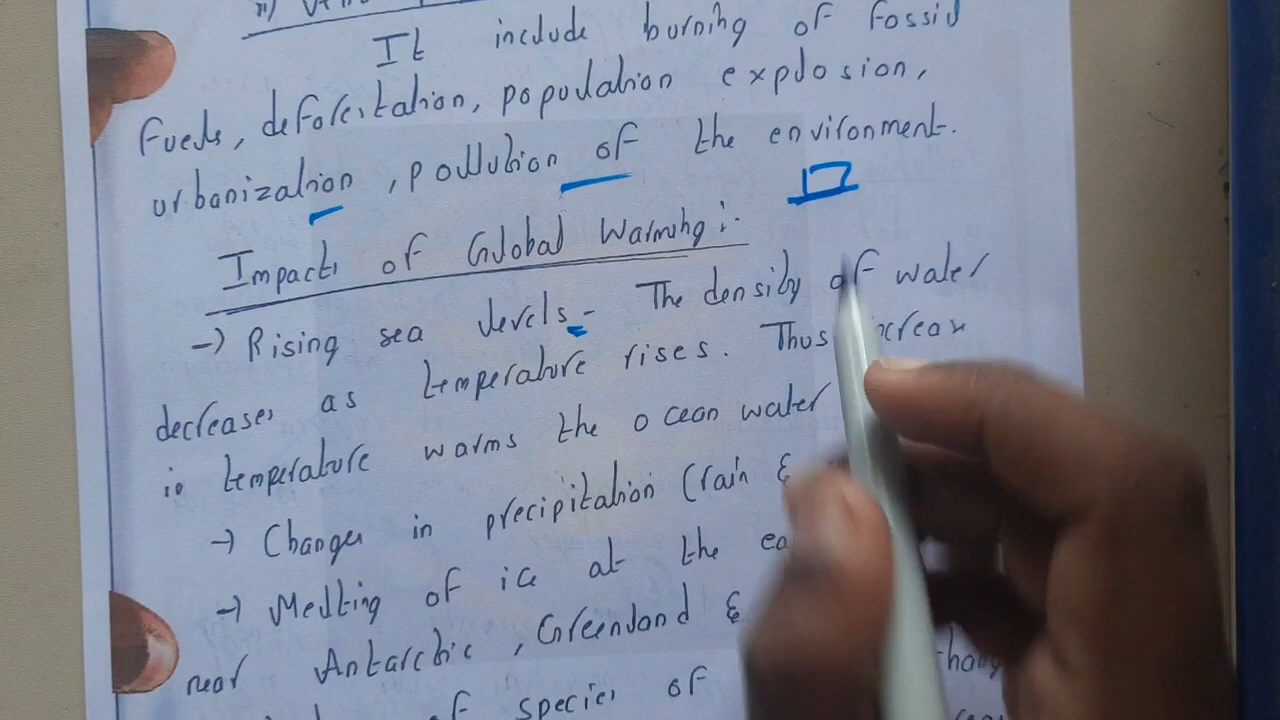 It include burning of fossil
fuels, deforestation, population explosion,
urbanization, pollution of the environment.
Impacts of Global Warming:-
→ Rising sea levels - The density of water
decreases as temperature rises. Thus increase
in temperature warms the ocean water
→ Changes in precipitation (rain &
→ Melting of ice at the
near Antarctic, Greenland &
of species of